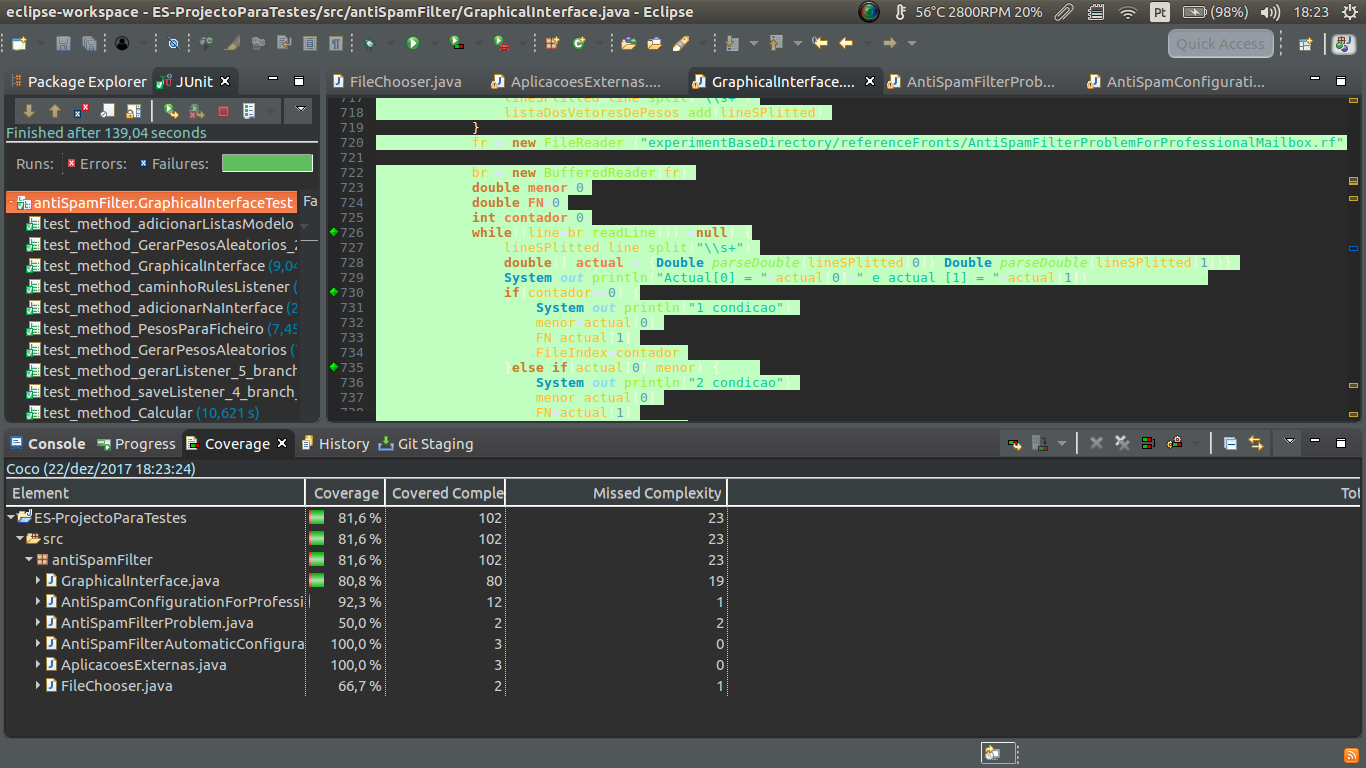 eclipse-workspace - ES-ProjectoParaTestes/src/antiSpamFilter/GraphicalInterface.java - Eclipse
56°C 2800RPM 20% Pt (98%) 18:23
Quick Access
Package Explorer JUnit
FileChooser.java AplicacoesExternas.... GraphicalInterface.... AntiSpamFilterProb... AntiSpamConfigurati...
Finished after 139,04 seconds
Runs: Errors: Failures:
antiSpamFilter.GraphicalInterfaceTest Fa
test_method_adicionarListasModelo
test_method_GerarPesosAleatorios_2
test_method_GraphicalInterface (9,04
test_method_caminhoRulesListener (
test_method_adicionarNaInterface (2
test_method_PesosParaFicheiro (7,45
test_method_GerarPesosAleatorios (
test_method_gerarListener_5_branch
test_method_saveListener_4_branch_
test_method_Calcular (10,621 s)
717 lineSplitted line split "\\s+"
718 listaDosVetoresDePesos add lineSplitted
719 }
720 fr = new FileReader "experimentBaseDirectory/referenceFronts/AntiSpamFilterProblemForProfessionalMailbox.rf"
721
722 br = new BufferedReader(fr)
723 double menor 0
724 double FN 0
725 int contador 0
726 while((line=br readLine()) =null) {
727 lineSPlitted line split("\\s+")
728 double[] actual = {Double parseDouble(lineSPlitted[0]) Double parseDouble(lineSPlitted[1])}
729 System out println("Actual[0] = " actual[0] " e actual [1] = " actual[1])
730 if(contador==0) {
731 System out println("1 condicao")
732 menor=actual[0]
733 FN=actual[1]
734 FileIndex=contador
735 }else if(actual[0] menor) {
736 System out println("2 condicao")
737 menor actual[0]
738 FN=actual[1]
Console Progress Coverage History Git Staging
Coco (22/dez/2017 18:23:24)
Element Coverage Covered Comple Missed Complexity Tol
ES-ProjectoParaTestes 81,6 % 102 23
src 81,6 % 102 23
antiSpamFilter 81,6 % 102 23
GraphicalInterface.java 80,8 % 80 19
AntiSpamConfigurationForProfessi 92,3 % 12 1
AntiSpamFilterProblem.java 50,0 % 2 2
AntiSpamFilterAutomaticConfigura 100,0 % 3 0
AplicacoesExternas.java 100,0 % 3 0
FileChooser.java 66,7 % 2 1